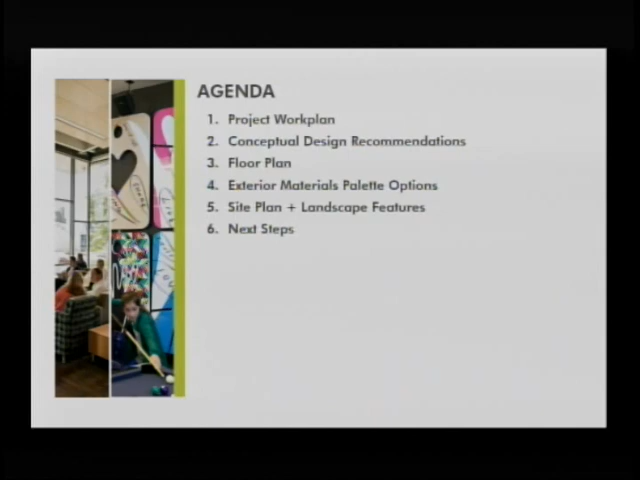 AGENDA
1. Project Workplan
2. Conceptual Design Recommendations
3. Floor Plan
4. Exterior Materials Palette Options
5. Site Plan + Landscape Features
6. Next Steps